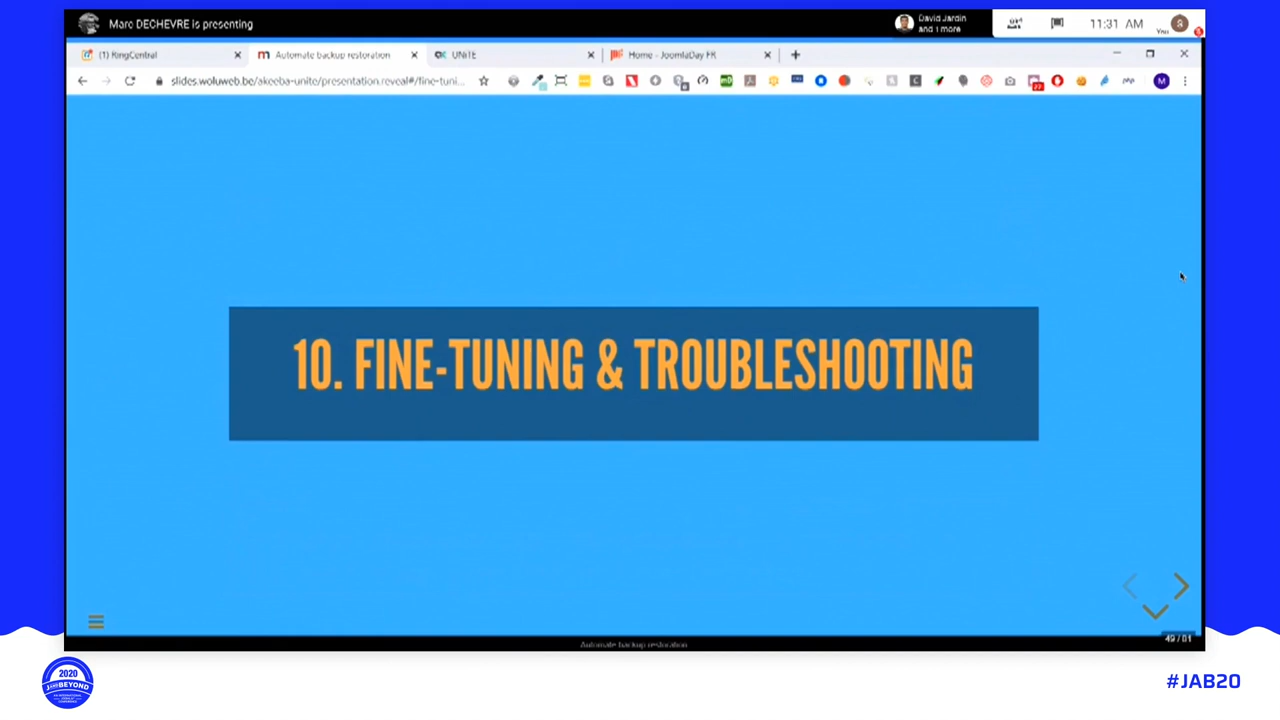 Marc DECHEVRE is presenting
David Jardin
and 1 more
11:31 AM
You
S
(1) RingCentral
Automate backup restoration
UNiTE
Home - JoomlaDay FR
slides.woluweb.be/akeeba-unite/presentation.reveal#/fine-tuni...
M
10. FINE-TUNING & TROUBLESHOOTING
Automate backup restoration
2020
#JAB20